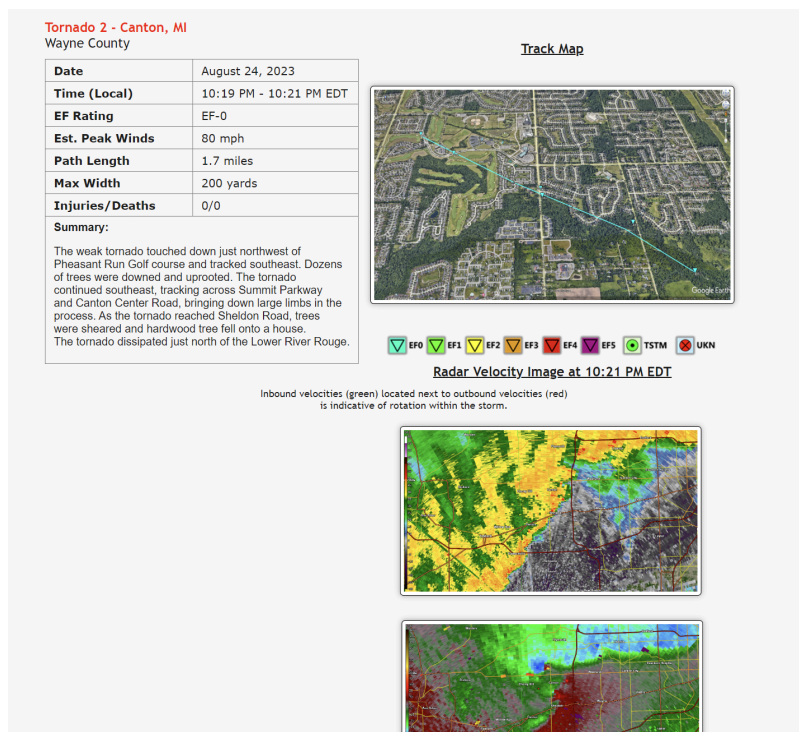 Tornado 2 - Canton, MI
Wayne County
Date August 24, 2023
Time (Local) 10:19 PM - 10:21 PM EDT
EF Rating EF-0
Est. Peak Winds 80 mph
Path Length 1.7 miles
Max Width 200 yards
Injuries/Deaths 0/0
Summary:
The weak tornado touched down just northwest of
Pheasant Run Golf course and tracked southeast. Dozens
of trees were downed and uprooted. The tornado
continued southeast, tracking across Summit Parkway
and Canton Center Road, bringing down large limbs in the
process. As the tornado reached Sheldon Road, trees
were sheared and hardwood tree fell onto a house.
The tornado dissipated just north of the Lower River Rouge.
Track Map
Google Earth
EF0 EF1 EF2 EF3 EF4 EF5 TSTM UKN
Radar Velocity Image at 10:21 PM EDT
Inbound velocities (green) located next to outbound velocities (red)
is indicative of rotation within the storm.